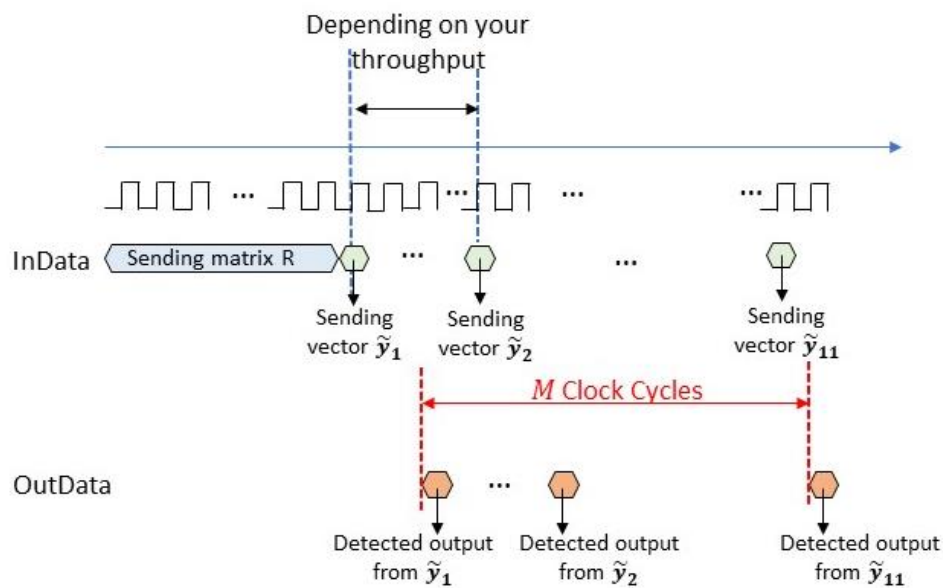 Depending on your
throughput
...
...
...
...
InData
Sending matrix R
...
...
Sending
vector ỹ₁
Sending
vector ỹ₂
Sending
vector ỹ₁₁
M Clock Cycles
OutData
...
Detected output
from ỹ₁
Detected output
from ỹ₂
Detected output
from ỹ₁₁